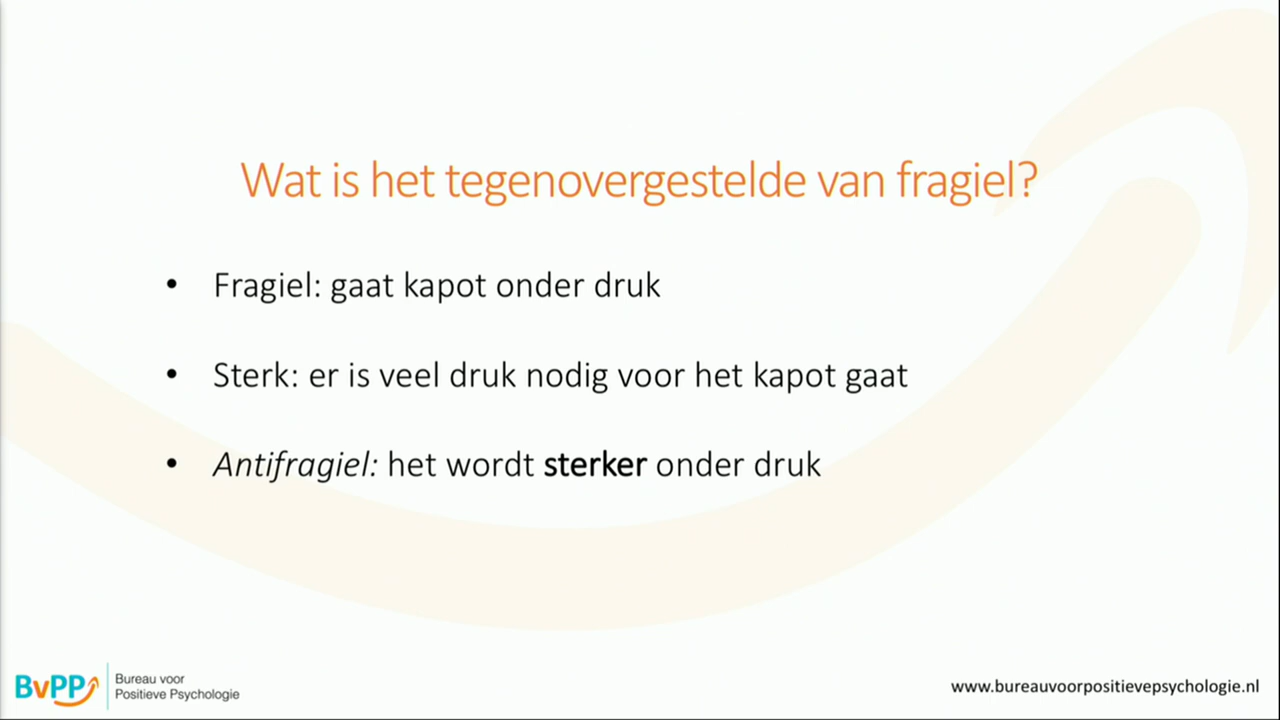 Wat is het tegenovergestelde van fragiel?
• Fragiel: gaat kapot onder druk
• Sterk: er is veel druk nodig voor het kapot gaat
• Antifragiel: het wordt sterker onder druk
BvPP
Bureau voor
Positieve Psychologie
www.bureauvoorpositievepsychologie.nl